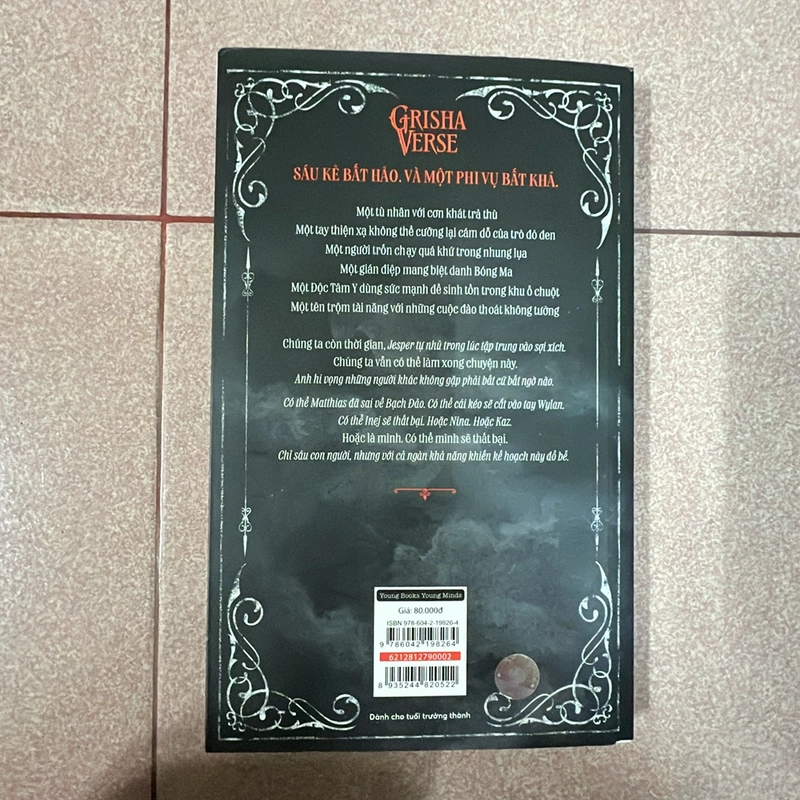 GRISHA
VERSE
SÁU KẺ BẤT HẢO. VÀ MỘT PHI VỤ BẤT KHẢ.
Một tù nhân với cơn khát trả thù
Một tay thiện xạ không thể cưỡng lại cám dỗ của trò đỏ đen
Một người trốn chạy quá khứ trong nhung lụa
Một gián điệp mang biệt danh Bóng Ma
Một Độc Tâm Y dùng sức mạnh để sinh tồn trong khu ổ chuột
Một tên trộm tài năng với những cuộc đào thoát không tưởng
Chúng ta còn thời gian, Jesper tự nhủ trong lúc tập trung vào sợi xích.
Chúng ta vẫn có thể làm xong chuyện này.
Anh hi vọng những người khác không gặp phải bất cứ bất ngờ nào.
Có thể Matthias đã sai về Bạch Đảo. Có thể cái kéo sẽ cắt vào tay Wylan.
Có thể Inej sẽ thất bại. Hoặc Nina. Hoặc Kaz.
Hoặc là mình. Có thể mình sẽ thất bại.
Chỉ sáu con người, nhưng với cả ngàn khả năng khiến kế hoạch này đổ bể.
Young Books Young Minds
Giá: 80.000đ
ISBN 978-604-2-19826-4
9 786042 198264
6212812790002
8 935244 820522
Dành cho tuổi trưởng thành